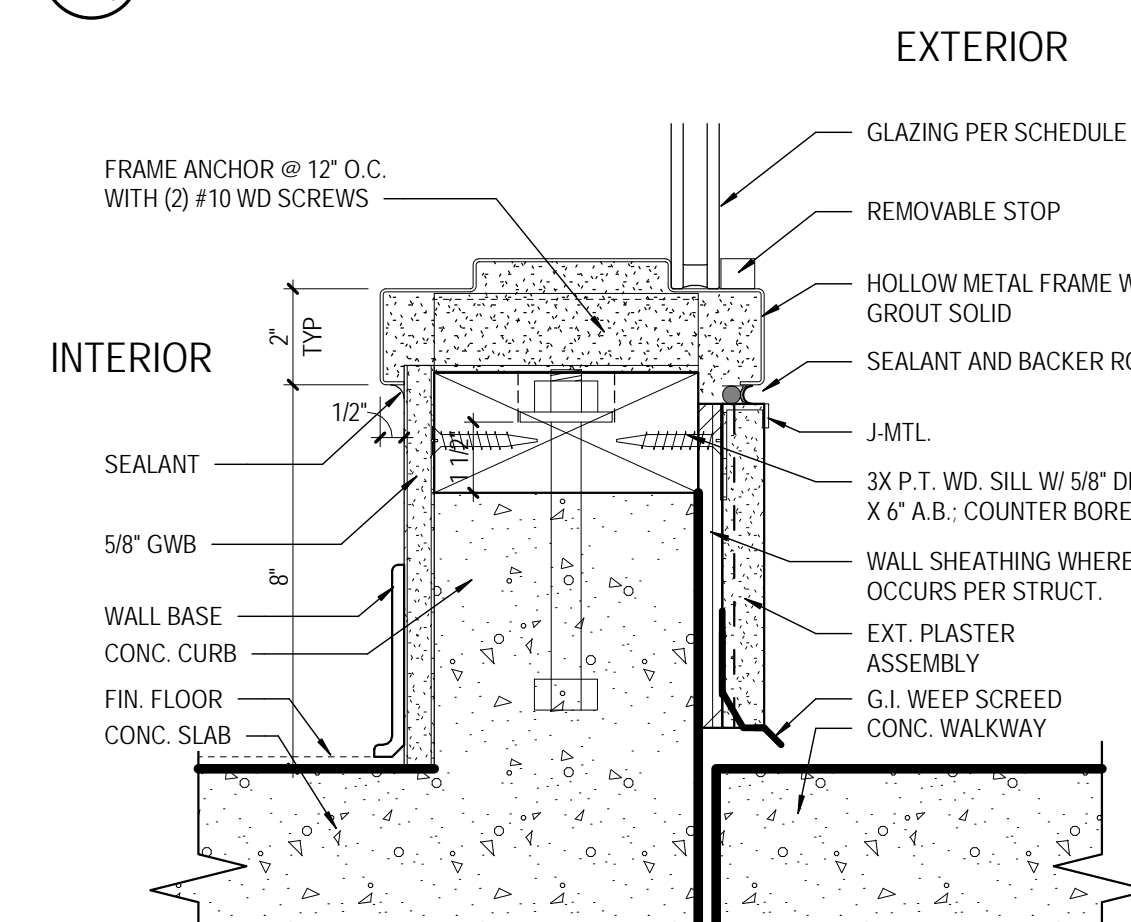 EXTERIOR
GLAZING PER SCHEDULE
FRAME ANCHOR @ 12" O.C.
WITH (2) #10 WD SCREWS
REMOVABLE STOP
HOLLOW METAL FRAME
GROUT SOLID
2"
TYP
INTERIOR
SEALANT AND BACKER
1/2"
J-MTL.
SEALANT
1 1/2"
3X P.T. WD. SILL W/ 5/8"
X 6" A.B.; COUNTER BORE
5/8" GWB
WALL SHEATHING WHERE
OCCURS PER STRUCT.
8"
WALL BASE
EXT. PLASTER
ASSEMBLY
CONC. CURB
FIN. FLOOR
G.I. WEEP SCREED
CONC. SLAB
CONC. WALKWAY